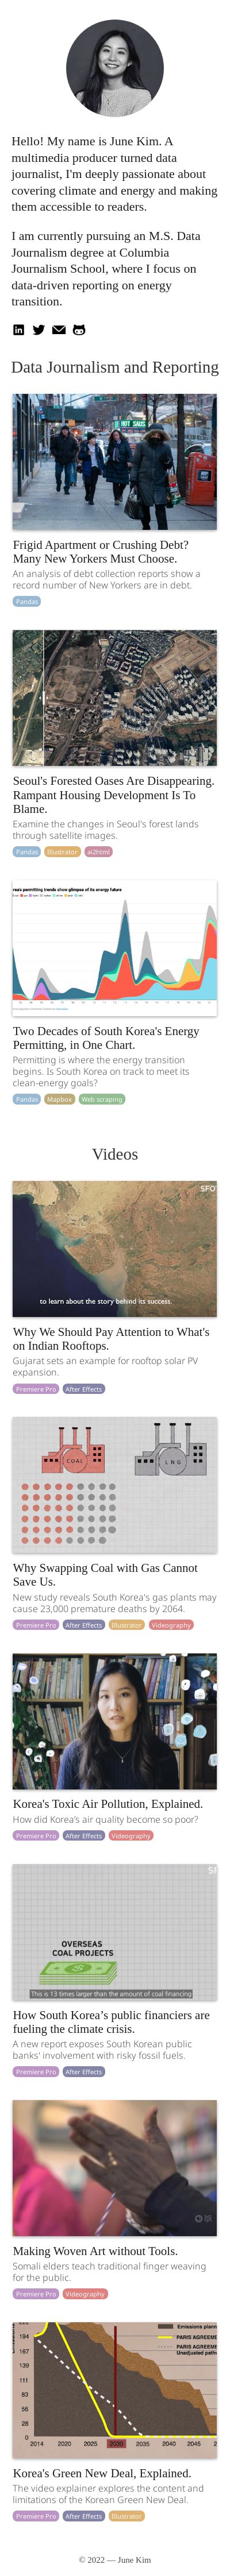 Hello! My name is June Kim. A
multimedia producer turned data
journalist, I'm deeply passionate about
covering climate and energy and making
them accessible to readers.
I am currently pursuing an M.S. Data
Journalism degree at Columbia
Journalism School, where I focus on
data-driven reporting on energy
transition.
Data Journalism and Reporting
HOT SAUS
Frigid Apartment or Crushing Debt?
Many New Yorkers Must Choose.
An analysis of debt collection reports show a
record number of New Yorkers are in debt.
Pandas
Seoul's Forested Oases Are Disappearing.
Rampant Housing Development Is To
Blame.
Examine the changes in Seoul's forest lands
through satellite images.
Pandas Illustrator ai2html
reas permitting trends show glimpse of its energy future
Two Decades of South Korea's Energy
Permitting, in One Chart.
Permitting is where the energy transition
begins. Is South Korea on track to meet its
clean-energy goals?
Pandas Mapbox Web scraping
Videos
SFO
to learn about the story behind its success.
Why We Should Pay Attention to What's
on Indian Rooftops.
Gujarat sets an example for rooftop solar PV
expansion.
Premiere Pro After Effects
COAL
LNG
Why Swapping Coal with Gas Cannot
Save Us.
New study reveals South Korea's gas plants may
cause 23,000 premature deaths by 2064.
Premiere Pro After Effects Illustrator Videography
Korea's Toxic Air Pollution, Explained.
How did Korea's air quality become so poor?
Premiere Pro After Effects Videography
OVERSEAS
COAL PROJECTS
This is 13 times larger than the amount of coal financing
How South Korea’s public financiers are
fueling the climate crisis.
A new report exposes South Korean public
banks' involvement with risky fossil fuels.
Premiere Pro After Effects
Making Woven Art without Tools.
Somali elders teach traditional finger weaving
for the public.
Premiere Pro Videography
Emissions plann
PARIS AGREEME
PARIS AGREEME
Unadjusted path
194
167
139
111
83
56
28
0
2014 2020 2025 2030 2035 2040 2045
Korea's Green New Deal, Explained.
The video explainer explores the content and
limitations of the Korean Green New Deal.
Premiere Pro After Effects Illustrator
© 2022 — June Kim